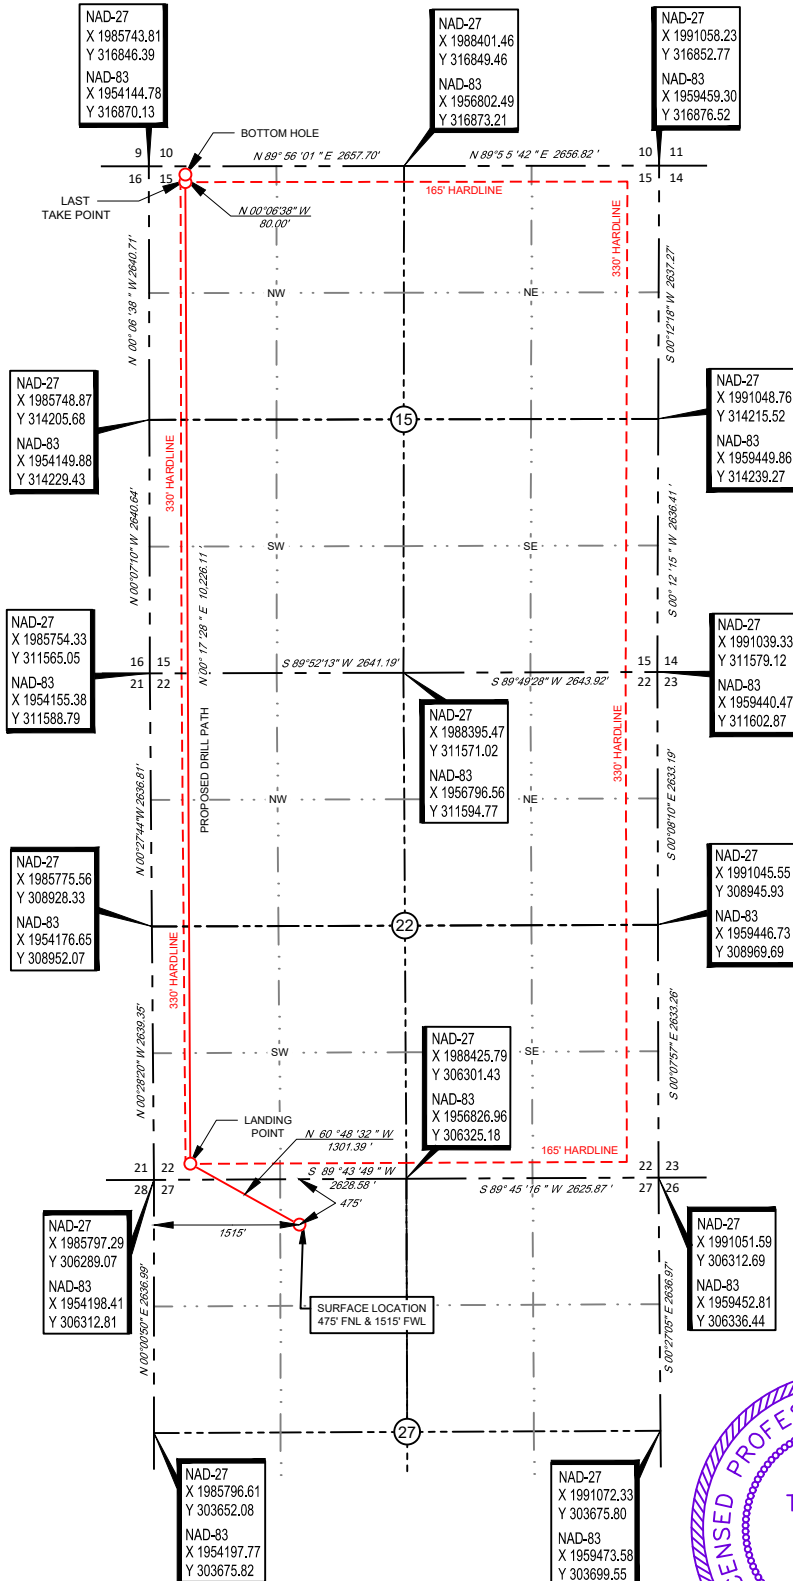 NAD-27
X 1985743.81
Y 316846.39
NAD-83
X 1954144.78
Y 316870.13
NAD-27
X 1988401.46
Y 316849.46
NAD-83
X 1956802.49
Y 316873.21
NAD-27
X 1991058.23
Y 316852.77
NAD-83
X 1959459.30
Y 316876.52
BOTTOM HOLE
9 10
16 15
N 89° 56 '01 " E 2657.70'
N 89°5 5 '42 " E 2656.82 '
10 11
15 14
LAST
TAKE POINT
N 00°06'38" W
80.00'
165' HARDLINE
330' HARDLINE
N 00° 06 '38 " W 2640.71'
S 00°12'18" W 2637.27'
NW
NE
NAD-27
X 1985748.87
Y 314205.68
NAD-83
X 1954149.88
Y 314229.43
15
NAD-27
X 1991048.76
Y 314215.52
NAD-83
X 1959449.86
Y 314239.27
330' HARDLINE
N 00°07'10" W 2640.64'
S 00° 12 '15 " W 2636.41 '
SW
SE
N 00° 17 '28 " E 10,226.11 '
NAD-27
X 1985754.33
Y 311565.05
NAD-83
X 1954155.38
Y 311588.79
16 15
21 22
S 89°52'13" W 2641.19'
S 89°49'28" W 2643.92'
15 14
22 23
NAD-27
X 1991039.33
Y 311579.12
NAD-83
X 1959440.47
Y 311602.87
NAD-27
X 1988395.47
Y 311571.02
NAD-83
X 1956796.56
Y 311594.77
330' HARDLINE
PROPOSED DRILL PATH
N 00°27'44"W 2636.81'
S 00°08'10" E 2633.19'
NW
NE
NAD-27
X 1985775.56
Y 308928.33
NAD-83
X 1954176.65
Y 308952.07
22
NAD-27
X 1991045.55
Y 308945.93
NAD-83
X 1959446.73
Y 308969.69
330' HARDLINE
N 00°28'20" W 2639.35'
S 00°07'57" E 2633.26'
SW
SE
NAD-27
X 1988425.79
Y 306301.43
NAD-83
X 1956826.96
Y 306325.18
LANDING
POINT
N 60 °48 '32 " W
1301.39 '
165' HARDLINE
21 22
28 27
S 89 °43 '49 " W
2628.58 '
S 89° 45 '16 " W 2625.87 '
22 23
27 26
475'
1515'
NAD-27
X 1985797.29
Y 306289.07
NAD-83
X 1954198.41
Y 306312.81
SURFACE LOCATION
475' FNL & 1515' FWL
NAD-27
X 1991051.59
Y 306312.69
NAD-83
X 1959452.81
Y 306336.44
N 00°00'50" E 2636.99'
S 00°27'05" E 2636.97'
27
NAD-27
X 1985796.61
Y 303652.08
NAD-83
X 1954197.77
Y 303675.82
NAD-27
X 1991072.33
Y 303675.80
NAD-83
X 1959473.58
Y 303699.55
ENSED PROFES
T